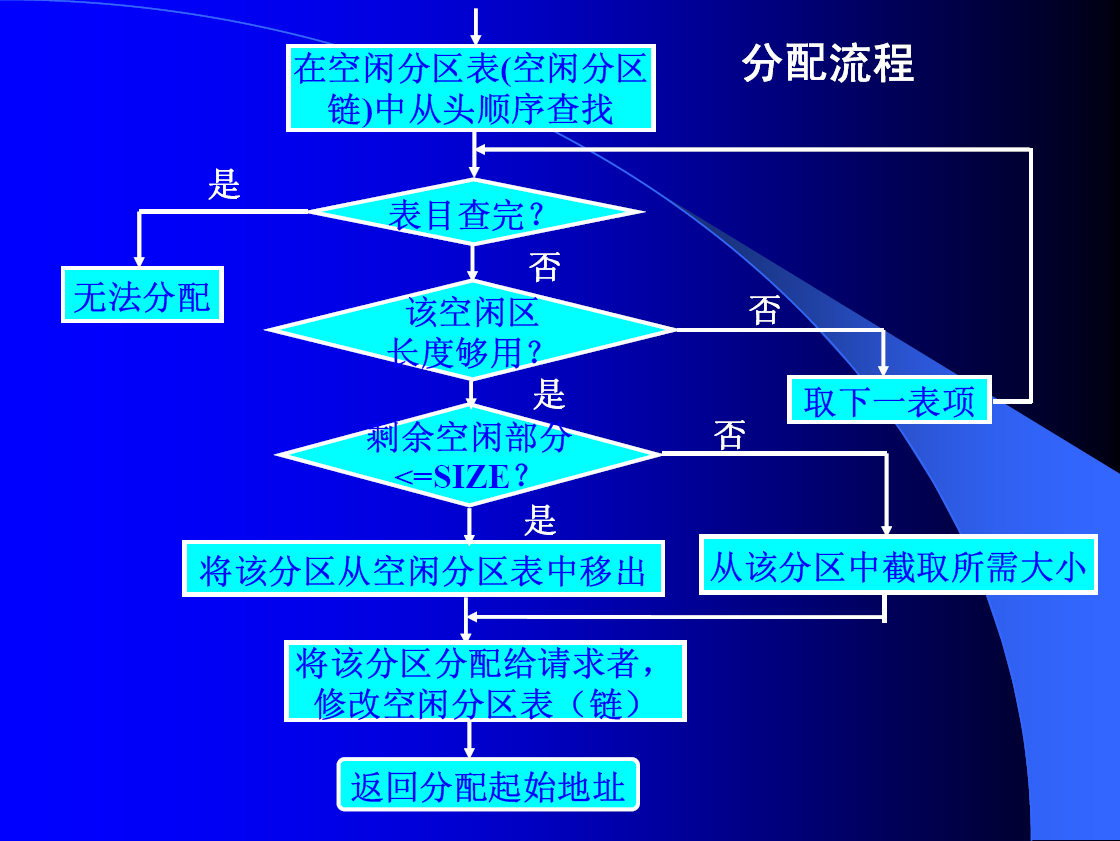 分配流程
在空闲分区表(空闲分区
链)中从头顺序查找
是
表目查完？
否
无法分配
该空闲区
长度够用？
否
取下一表项
是
剩余空闲部分
<=SIZE？
否
是
将该分区从空闲分区表中移出
从该分区中截取所需大小
将该分区分配给请求者，
修改空闲分区表（链）
返回分配起始地址